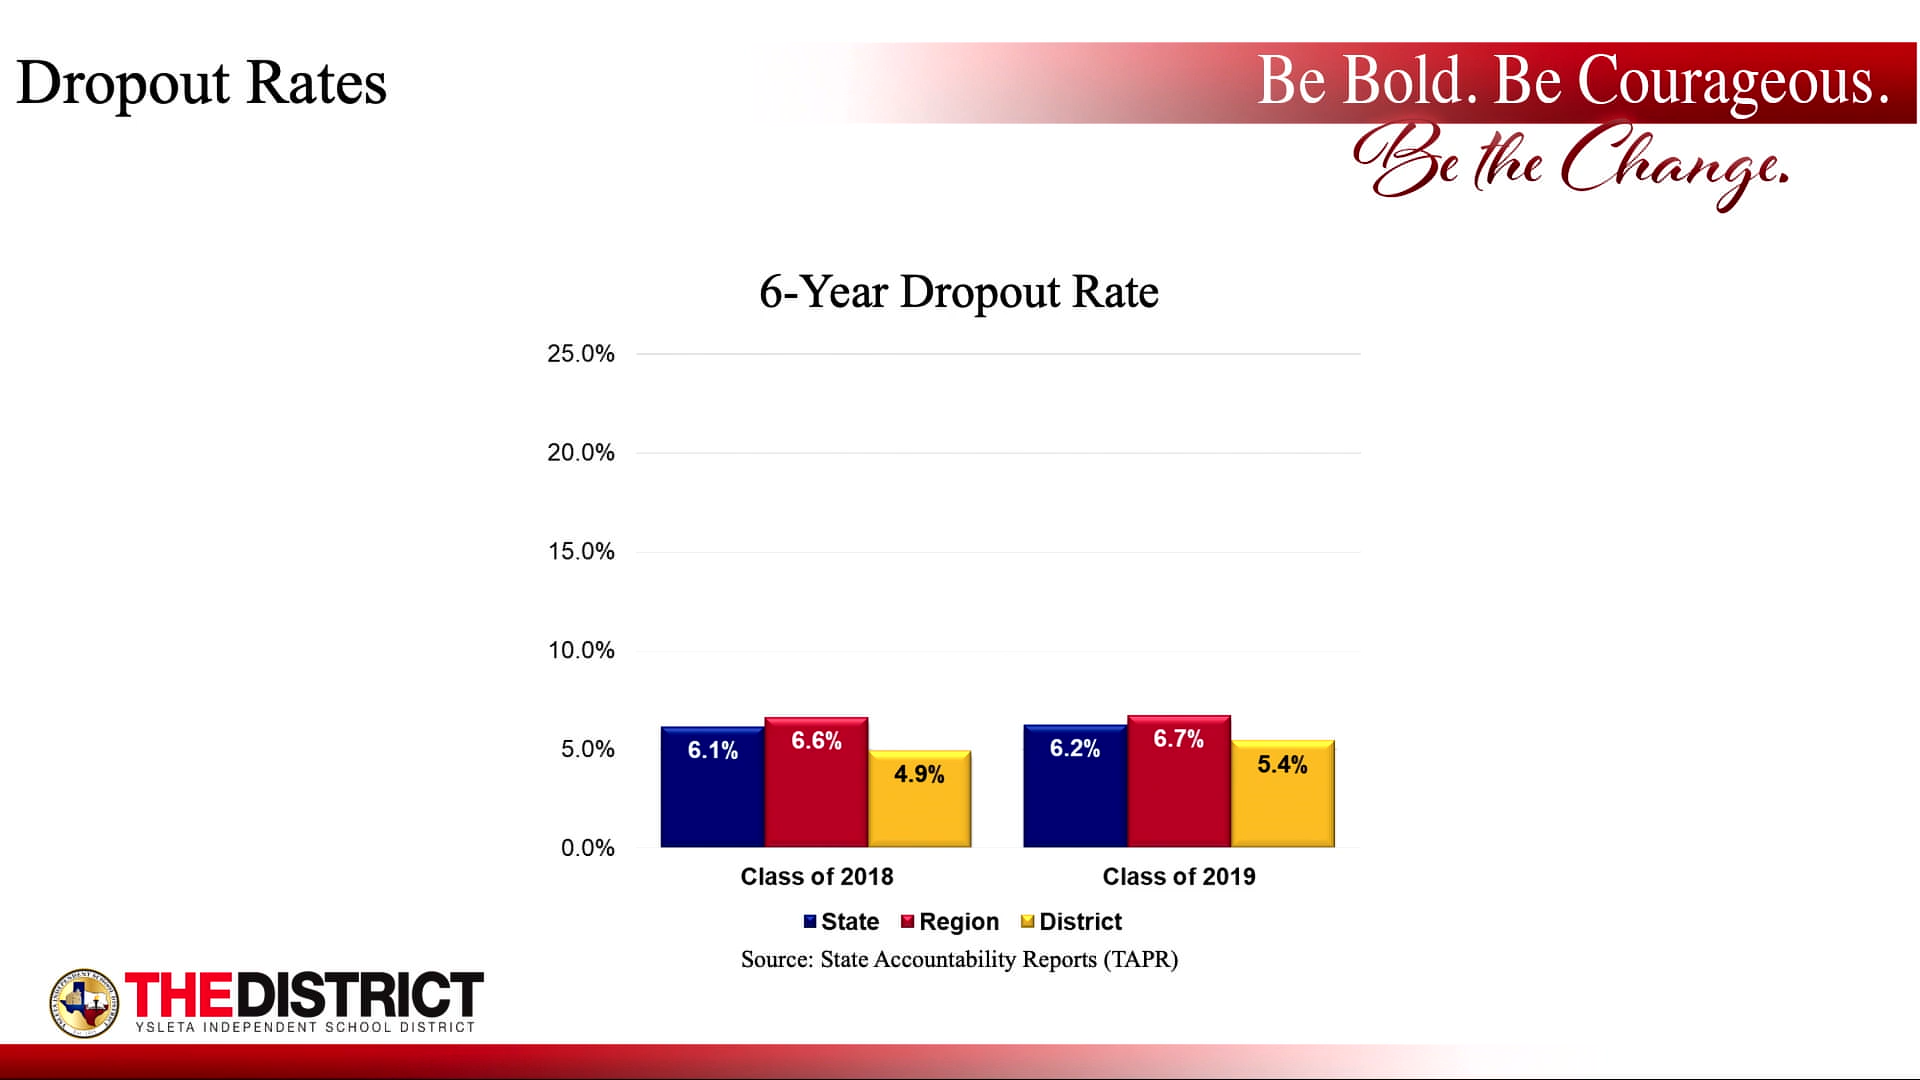 Dropout Rates
Be Bold. Be Courageous.
Be the Change.
6-Year Dropout Rate
25.0%
20.0%
15.0%
10.0%
5.0%
0.0%
6.1%
6.6%
4.9%
6.2%
6.7%
5.4%
Class of 2018
Class of 2019
State
Region
District
Source: State Accountability Reports (TAPR)
THEDISTRICT
YSLETA INDEPENDENT SCHOOL DISTRICT